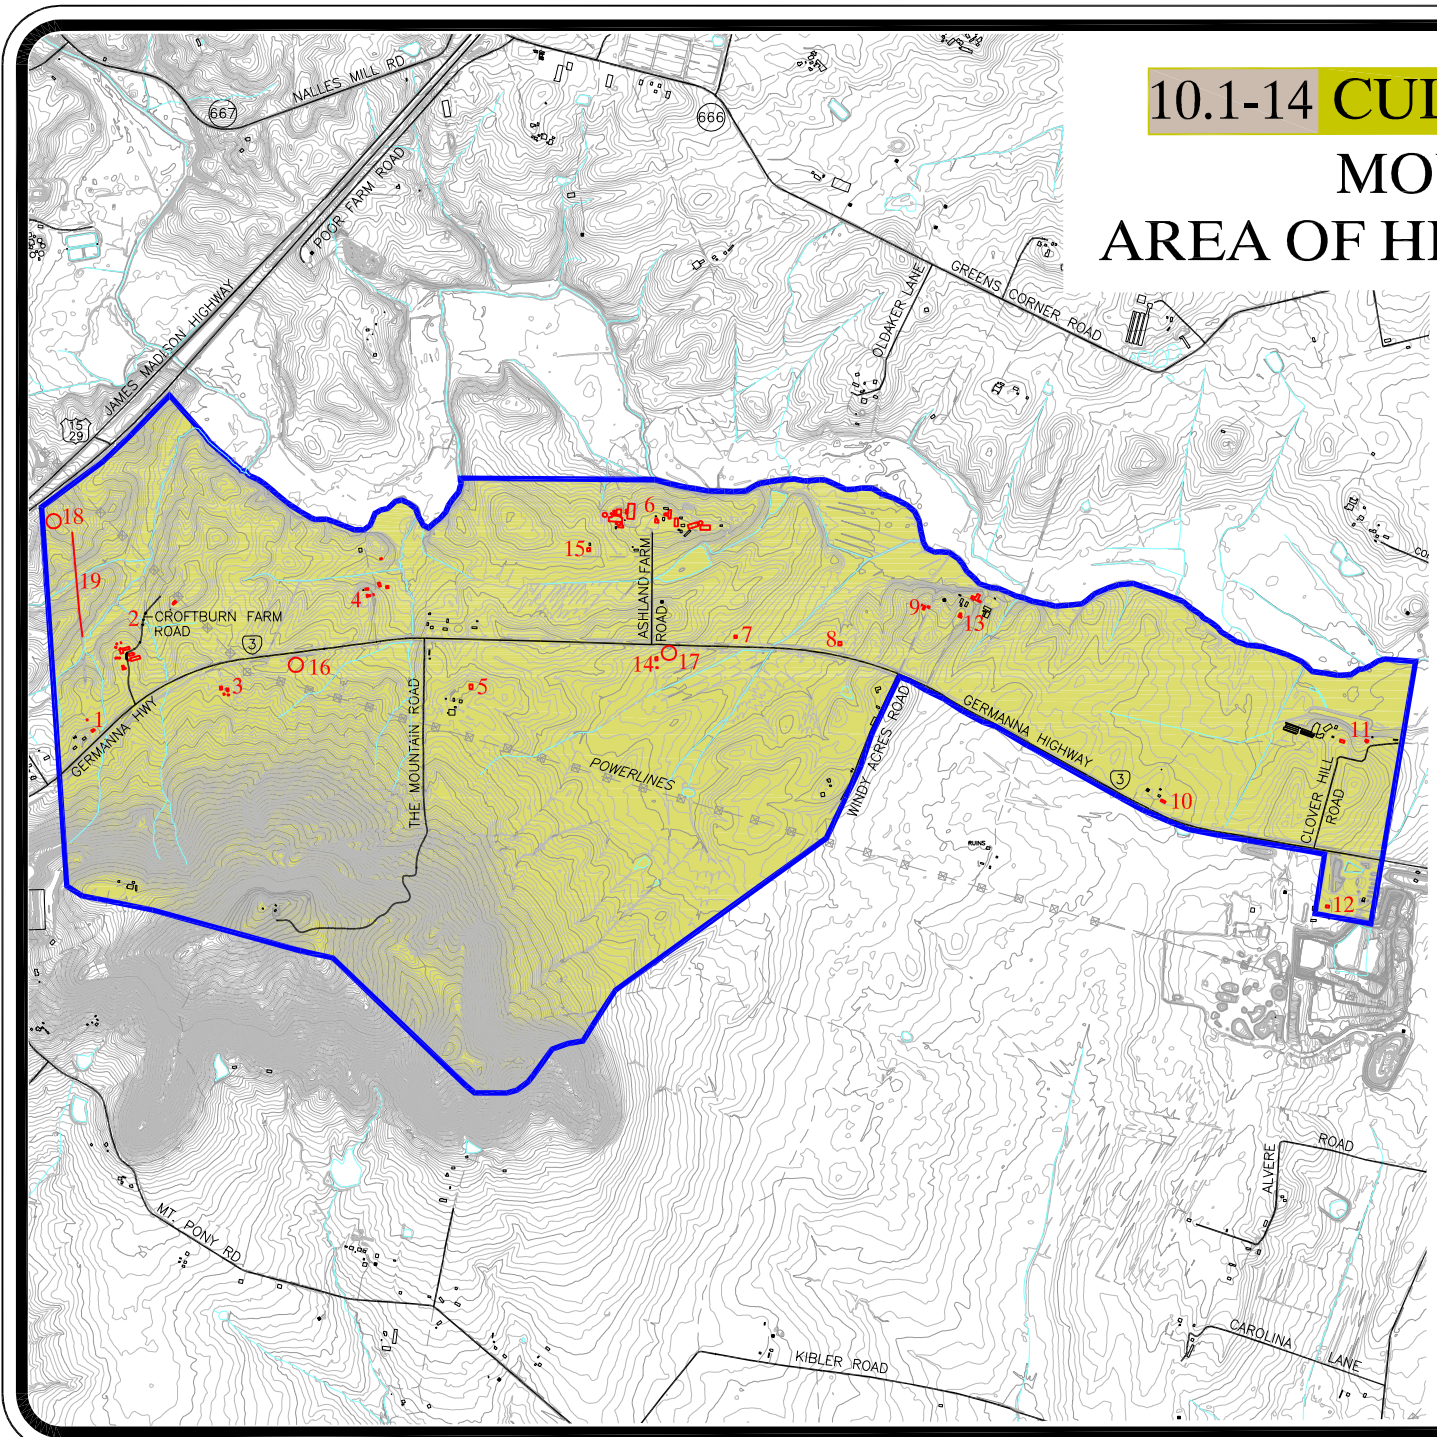 10.1-14 CUL
MO
AREA OF HI
NALLES MILL RD
667
666
POOR FARM ROAD
JAMES MADISON HIGHWAY
15
29
OLDAKER LANE
GREENS CORNER ROAD
18
19
6
15
ASHLAND FARM
ROAD
2
CROFTBURN FARM
ROAD
4
3
16
3
7
8
9
13
14
17
5
1
GERMANNA HWY
THE MOUNTAIN ROAD
POWERLINES
WINDY ACRES ROAD
GERMANNA HIGHWAY
3
10
11
CLOVER HILL
ROAD
12
RUINS
MT. PONY RD
ALVERE
ROAD
CAROLINA
LANE
KIBLER ROAD